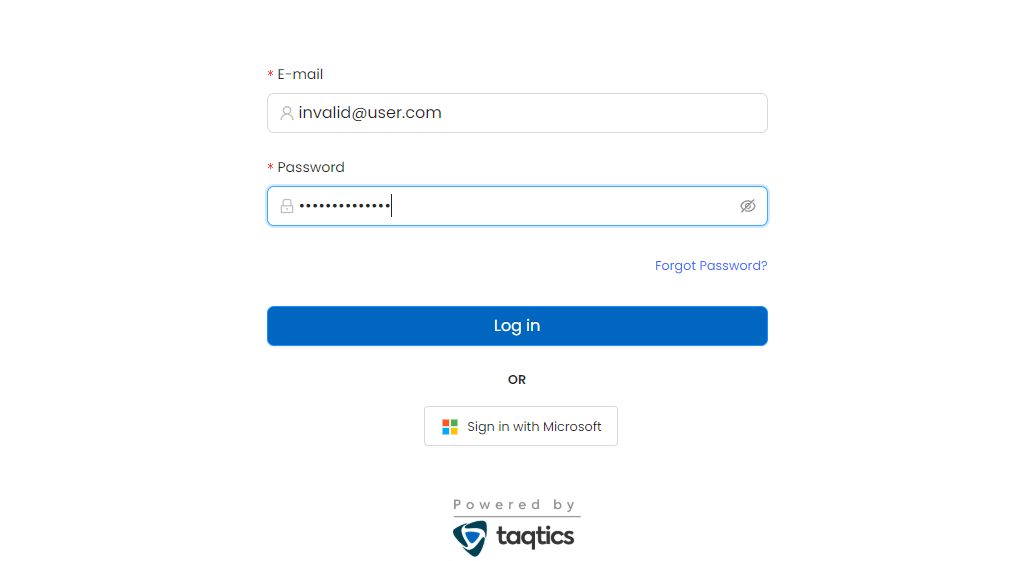 * E-mail
invalid@user.com
* Password
••••••••••••••
Forgot Password?
Log in
OR
Sign in with Microsoft
Powered by
taqtics